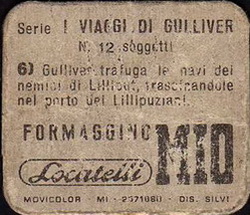 Serie I VIAGGI DI GULLIVER
N. 12 soggetti
6) Gulliver trafuga le navi dei
nemici di Lilliput, trascinandole
nel porto dei Lillipuziani.
FORMAGGINO MIO
Locatelli
MOVICOLOR - MI - 2371080 - DIS. SILVI